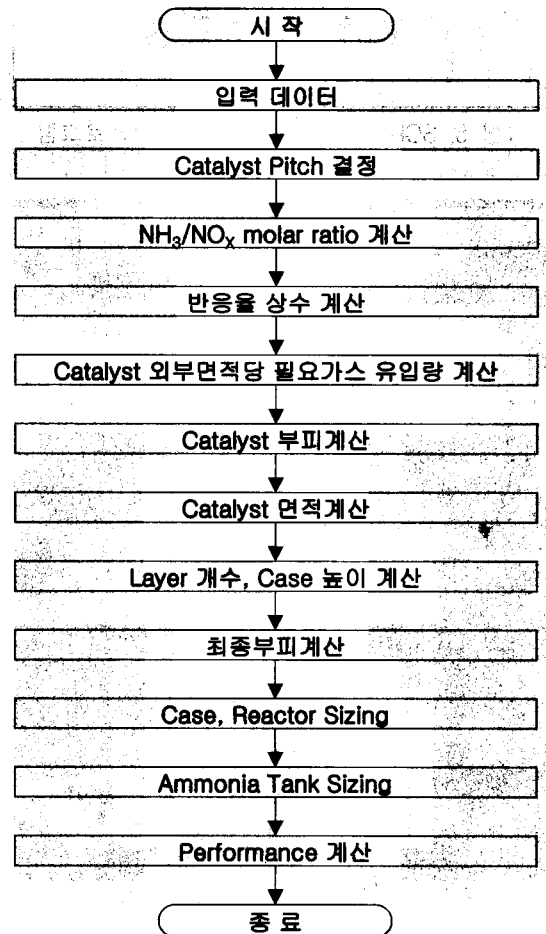 시 작
입력 데이터
Catalyst Pitch 결정
NH₃/NOₓ molar ratio 계산
반응율 상수 계산
Catalyst 외부면적당 필요가스 유입량 계산
Catalyst 부피계산
Catalyst 면적계산
Layer 개수, Case 높이 계산
최종부피계산
Case, Reactor Sizing
Ammonia Tank Sizing
Performance 계산
종 료